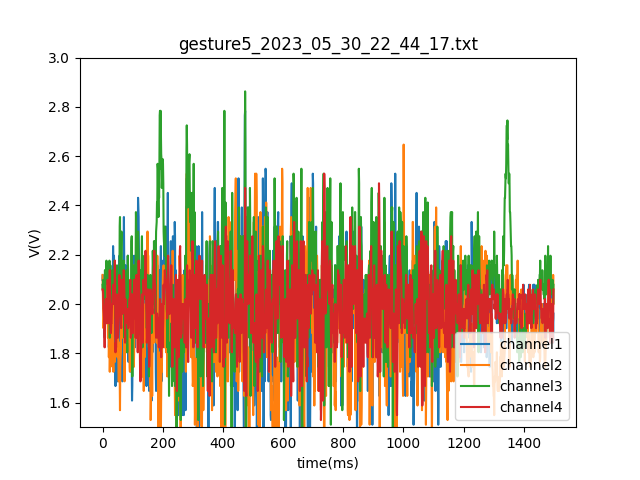 gesture5_2023_05_30_22_44_17.txt
V(V)
3.0
2.8
2.6
2.4
2.2
2.0
1.8
1.6
channel1
channel2
channel3
channel4
0 200 400 600 800 1000 1200 1400
time(ms)